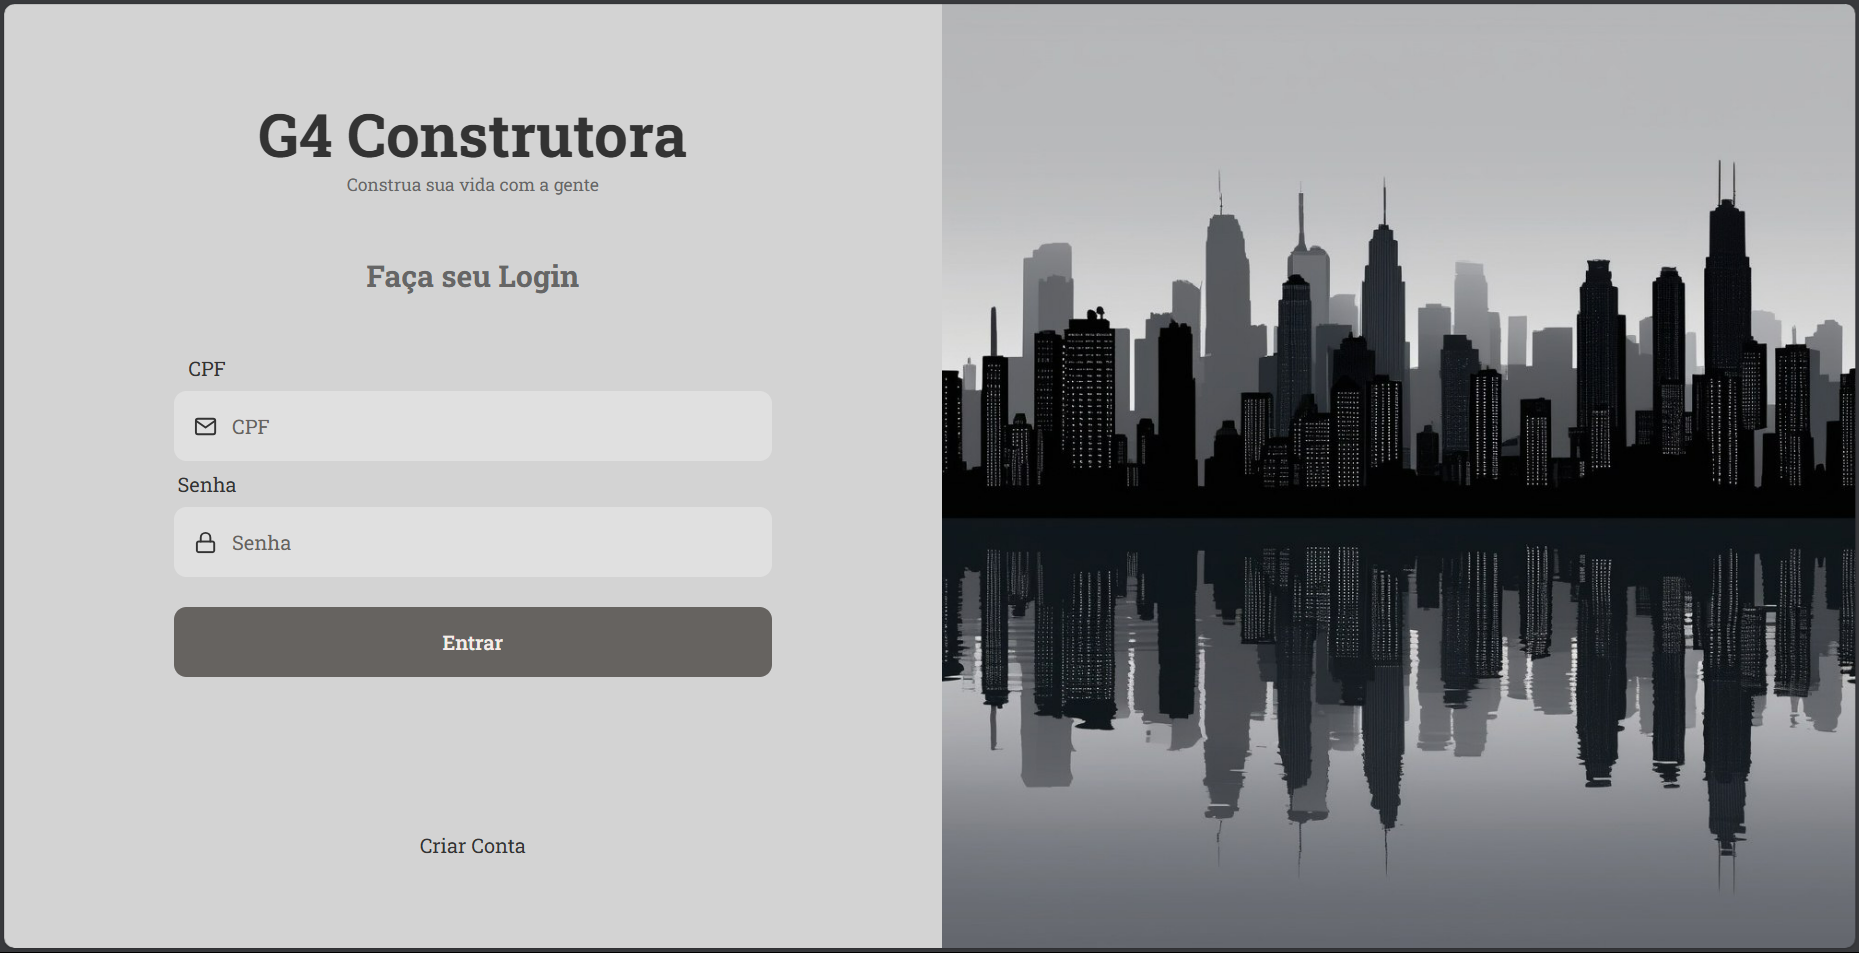 G4 Construtora
Construa sua vida com a gente
Faça seu Login
CPF
CPF
Senha
Senha
Entrar
Criar Conta